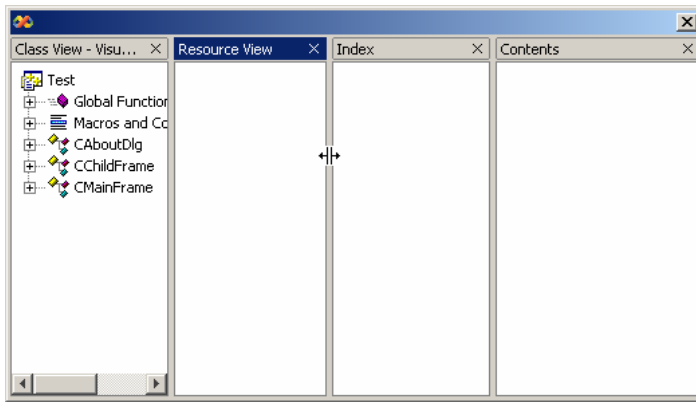 Class View - Visu... Resource View Index Contents
Test
Global Function
Macros and Co
CAboutDlg
CChildFrame
CMainFrame